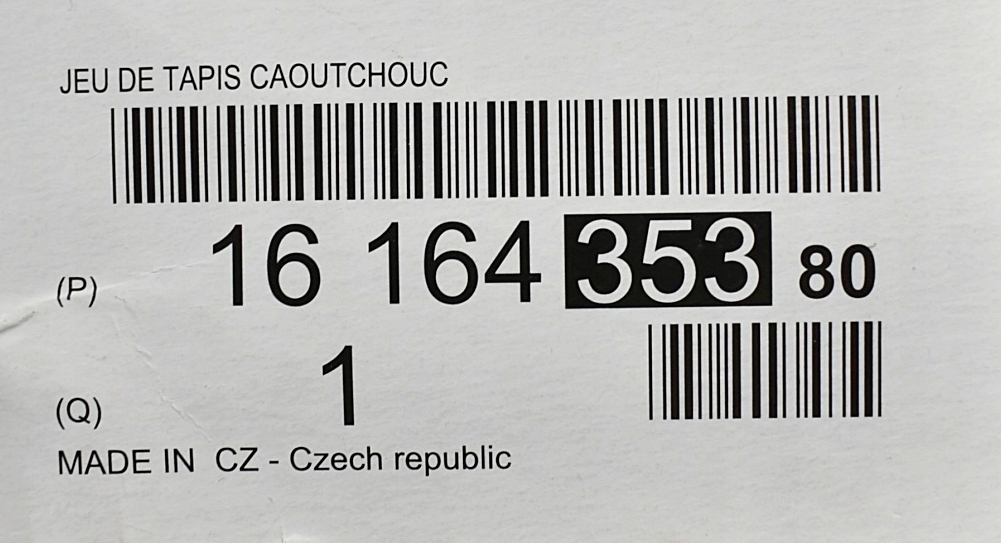 JEU DE TAPIS CAOUTCHOUC
(P) 16 164 353 80
(Q) 1
MADE IN CZ - Czech republic